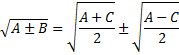 √(A ± B) = √((A + C)/2) ± √((A − C)/2)